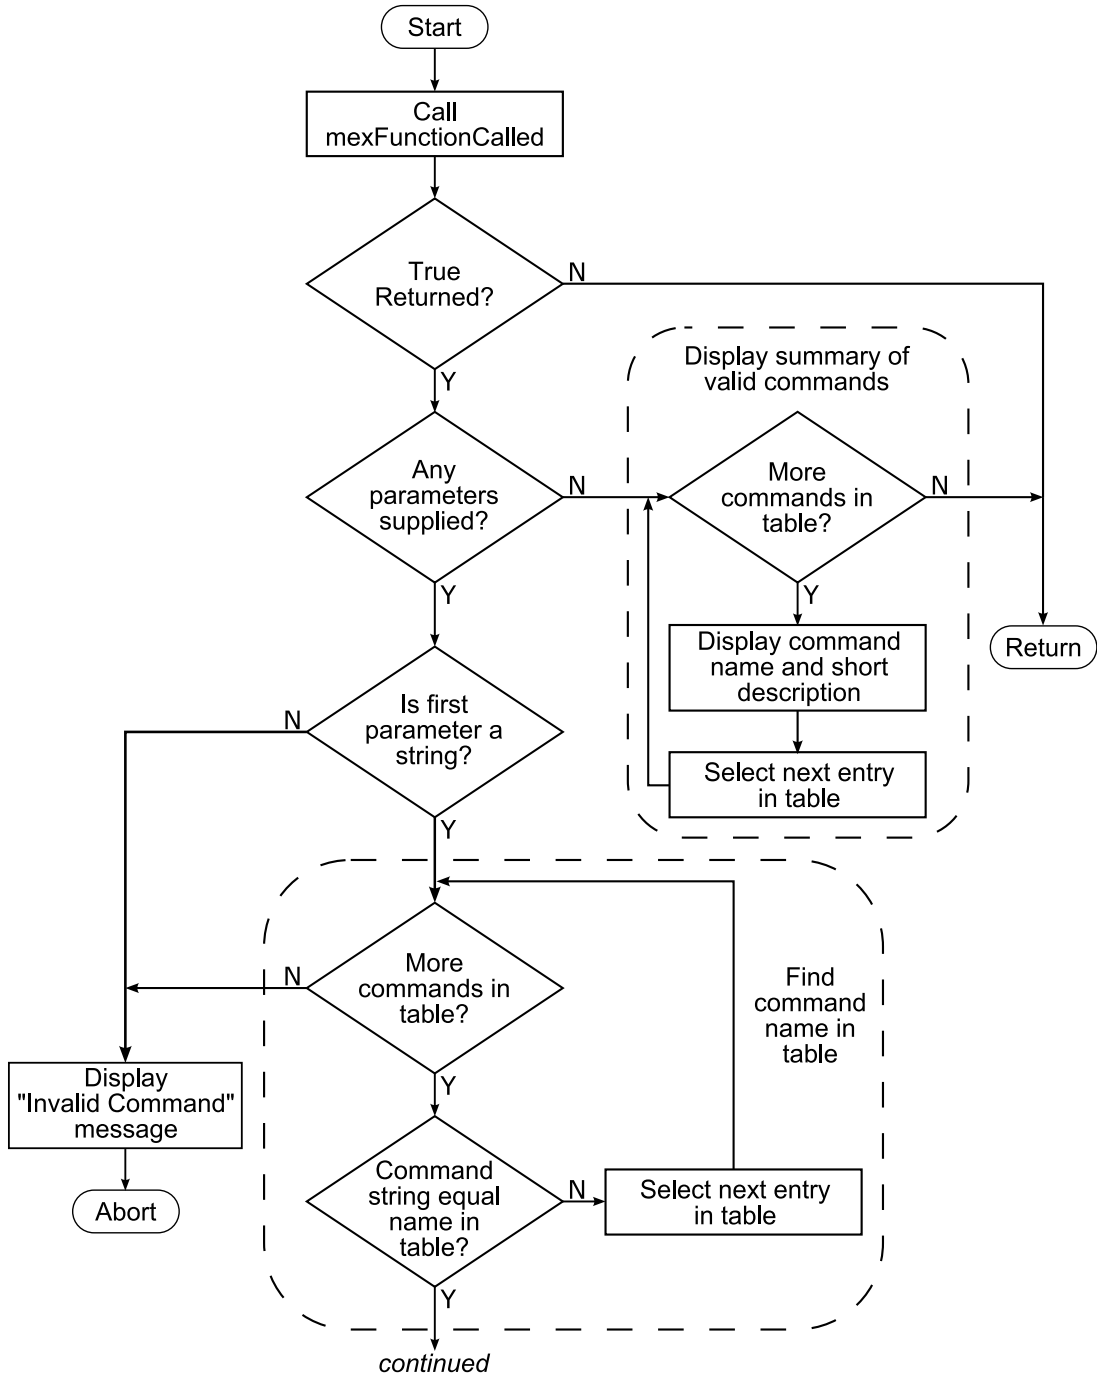 Start
Call
mexFunctionCalled
True
Returned?
N
Y
Display summary of
valid commands
Any
parameters
supplied?
N
Y
More
commands in
table?
N
Y
Display command
name and short
description
Select next entry
in table
Return
Is first
parameter a
string?
N
Y
More
commands in
table?
N
Y
Find
command
name in
table
Display
"Invalid Command"
message
Abort
Command
string equal
name in
table?
N
Y
Select next entry
in table
continued